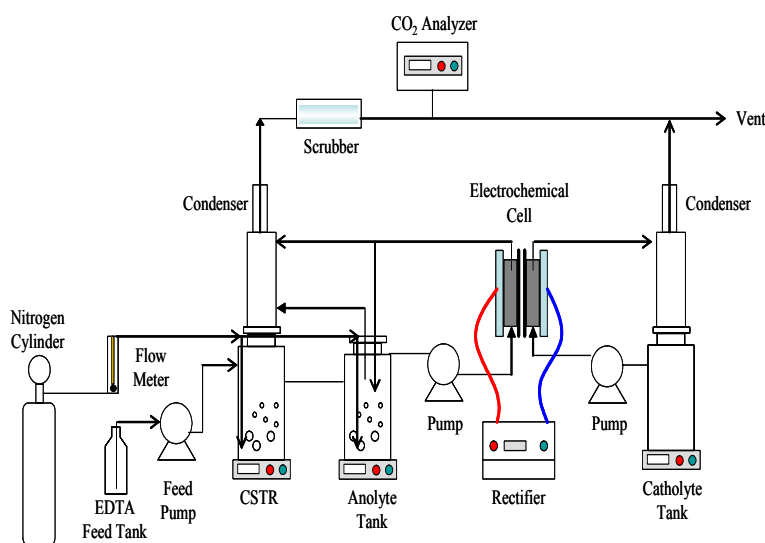 CO₂ Analyzer
Vent
Scrubber
Electrochemical
Cell
Condenser
Condenser
Nitrogen
Cylinder
Flow
Meter
Pump
Pump
EDTA
Feed Tank
Feed
Pump
CSTR
Anolyte
Tank
Rectifier
Catholyte
Tank